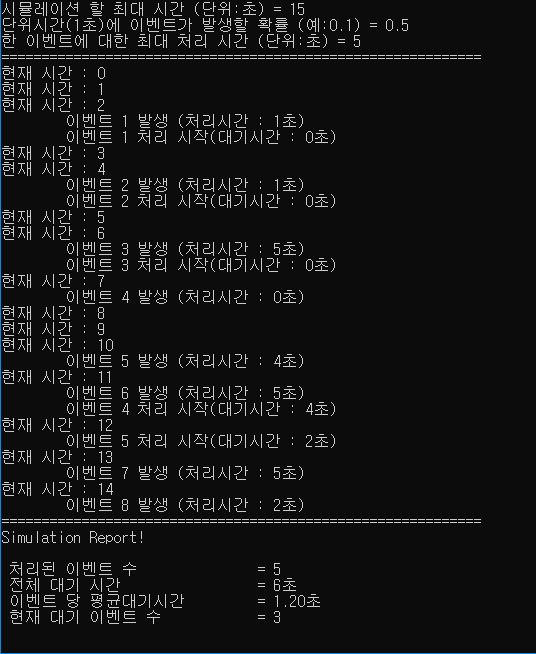 시뮬레이션 할 최대 시간 (단위:초) = 15
단위시간(1초)에 이벤트가 발생할 확률 (예:0.1) = 0.5
한 이벤트에 대한 최대 처리 시간 (단위:초) = 5
============================================================
현재 시간 : 0
현재 시간 : 1
현재 시간 : 2
이벤트 1 발생 (처리시간 : 1초)
이벤트 1 처리 시작(대기시간 : 0초)
현재 시간 : 3
현재 시간 : 4
이벤트 2 발생 (처리시간 : 1초)
이벤트 2 처리 시작(대기시간 : 0초)
현재 시간 : 5
현재 시간 : 6
이벤트 3 발생 (처리시간 : 5초)
이벤트 3 처리 시작(대기시간 : 0초)
현재 시간 : 7
이벤트 4 발생 (처리시간 : 0초)
현재 시간 : 8
현재 시간 : 9
현재 시간 : 10
이벤트 5 발생 (처리시간 : 4초)
현재 시간 : 11
이벤트 6 발생 (처리시간 : 5초)
이벤트 4 처리 시작(대기시간 : 4초)
현재 시간 : 12
이벤트 5 처리 시작(대기시간 : 2초)
현재 시간 : 13
이벤트 7 발생 (처리시간 : 5초)
현재 시간 : 14
이벤트 8 발생 (처리시간 : 2초)
============================================================
Simulation Report!
처리된 이벤트 수 = 5
전체 대기 시간 = 6초
이벤트 당 평균대기시간 = 1.20초
현재 대기 이벤트 수 = 3